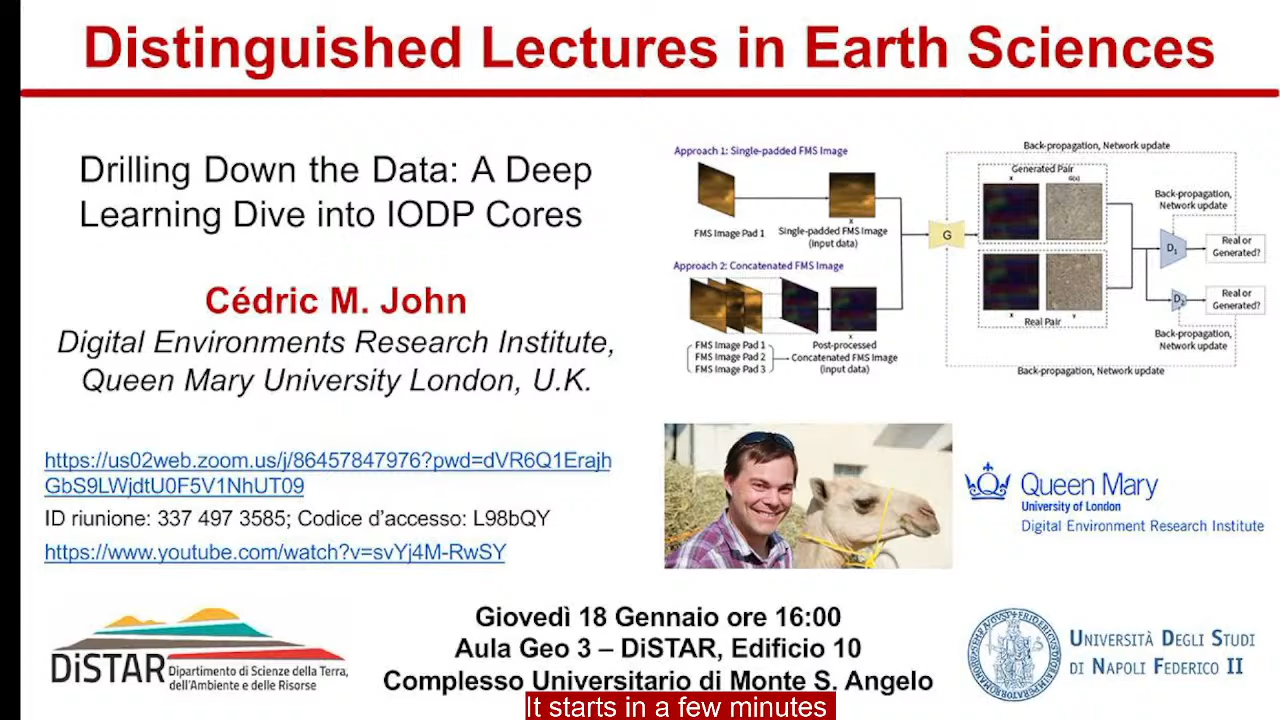 Distinguished Lectures in Earth Sciences
Drilling Down the Data: A Deep
Learning Dive into IODP Cores
Cédric M. John
Digital Environments Research Institute,
Queen Mary University London, U.K.
https://us02web.zoom.us/j/86457847976?pwd=dVR6Q1Erajh
GbS9LWjdtU0F5V1NhUT09
ID riunione: 337 497 3585; Codice d'accesso: L98bQY
https://www.youtube.com/watch?v=svYj4M-RwSY
Approach 1: Single-padded FMS Image
FMS Image Pad 1
X
Single-padded FMS Image
(input data)
Approach 2: Concatenated FMS Image
FMS Image Pad 1
FMS Image Pad 2
FMS Image Pad 3
X
Post-processed
Concatenated FMS Image
(input data)
G
Back-propagation, Network update
Generated Pair
X G(x)
X Y
Real Pair
Back-propagation,
Network update
D1
Real or
Generated?
D2
Real or
Generated?
Back-propagation,
Network update
Back-propagation, Network update
Queen Mary
University of London
Digital Environment Research Institute
DiSTAR
Dipartimento di Scienze della Terra,
dell'Ambiente e delle Risorse
Giovedì 18 Gennaio ore 16:00
Aula Geo 3 – DiSTAR, Edificio 10
Complesso Universitario di Monte S. Angelo
UNIVERSITÀ DEGLI STUDI
DI NAPOLI FEDERICO II
It starts in a few minutes